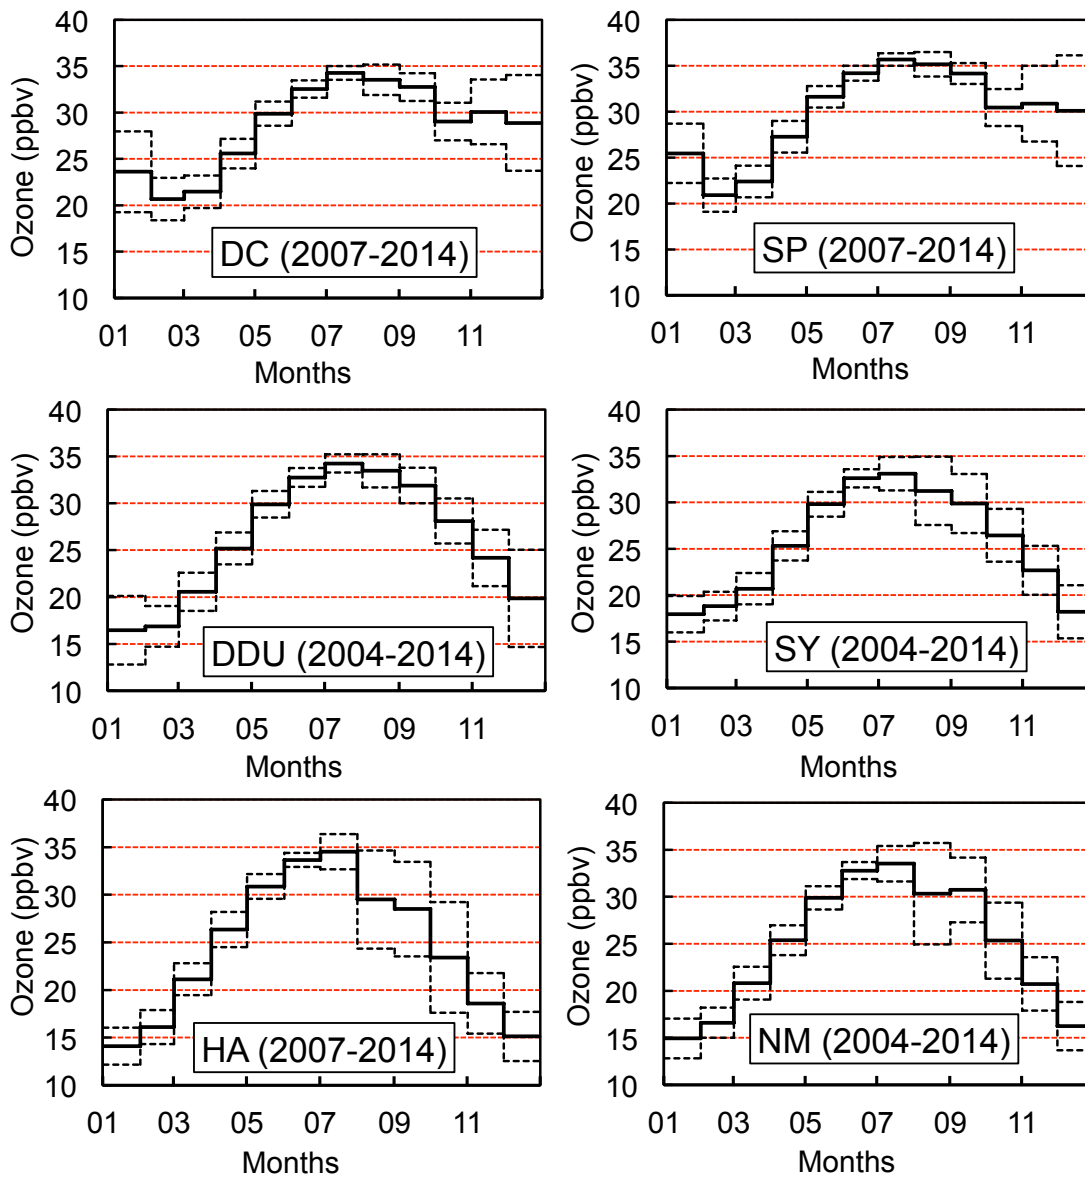 Ozone (ppbv)
40
35
30
25
20
15
10
DC (2007-2014)
01 03 05 07 09 11
Months
Ozone (ppbv)
40
35
30
25
20
15
10
SP (2007-2014)
01 03 05 07 09 11
Months
Ozone (ppbv)
40
35
30
25
20
15
10
DDU (2004-2014)
01 03 05 07 09 11
Months
Ozone (ppbv)
40
35
30
25
20
15
10
SY (2004-2014)
01 03 05 07 09 11
Months
Ozone (ppbv)
40
35
30
25
20
15
10
HA (2007-2014)
01 03 05 07 09 11
Months
Ozone (ppbv)
40
35
30
25
20
15
10
NM (2004-2014)
01 03 05 07 09 11
Months